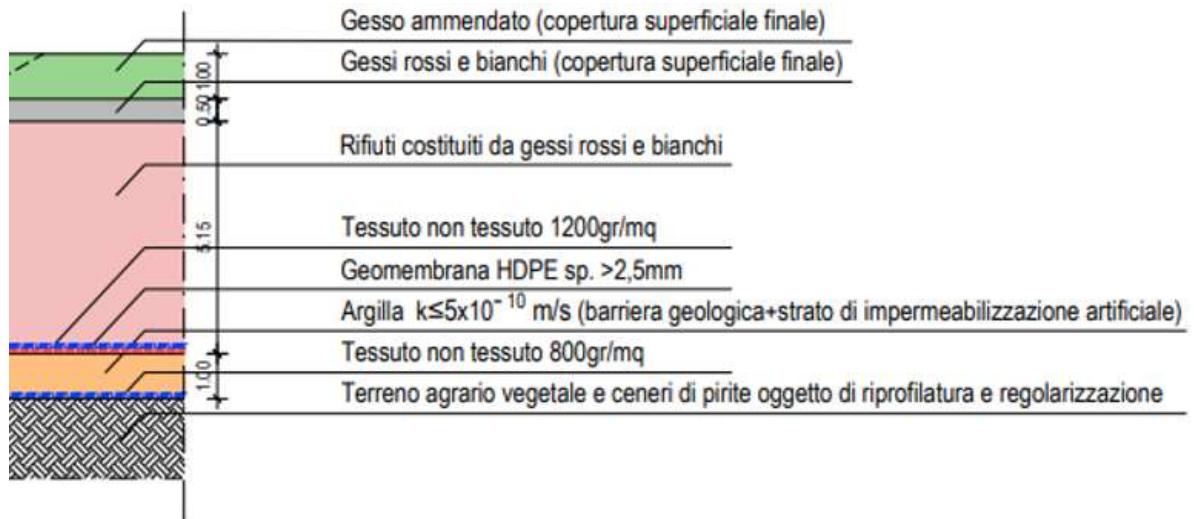 Gesso ammendato (copertura superficiale finale)
Gessi rossi e bianchi (copertura superficiale finale)
1.00
0.50
Rifiuti costituiti da gessi rossi e bianchi
5.15
Tessuto non tessuto 1200gr/mq
Geomembrana HDPE sp. >2,5mm
Argilla k≤5x10⁻¹⁰ m/s (barriera geologica+strato di impermeabilizzazione artificiale)
Tessuto non tessuto 800gr/mq
1.00
Terreno agrario vegetale e ceneri di pirite oggetto di riprofilatura e regolarizzazione